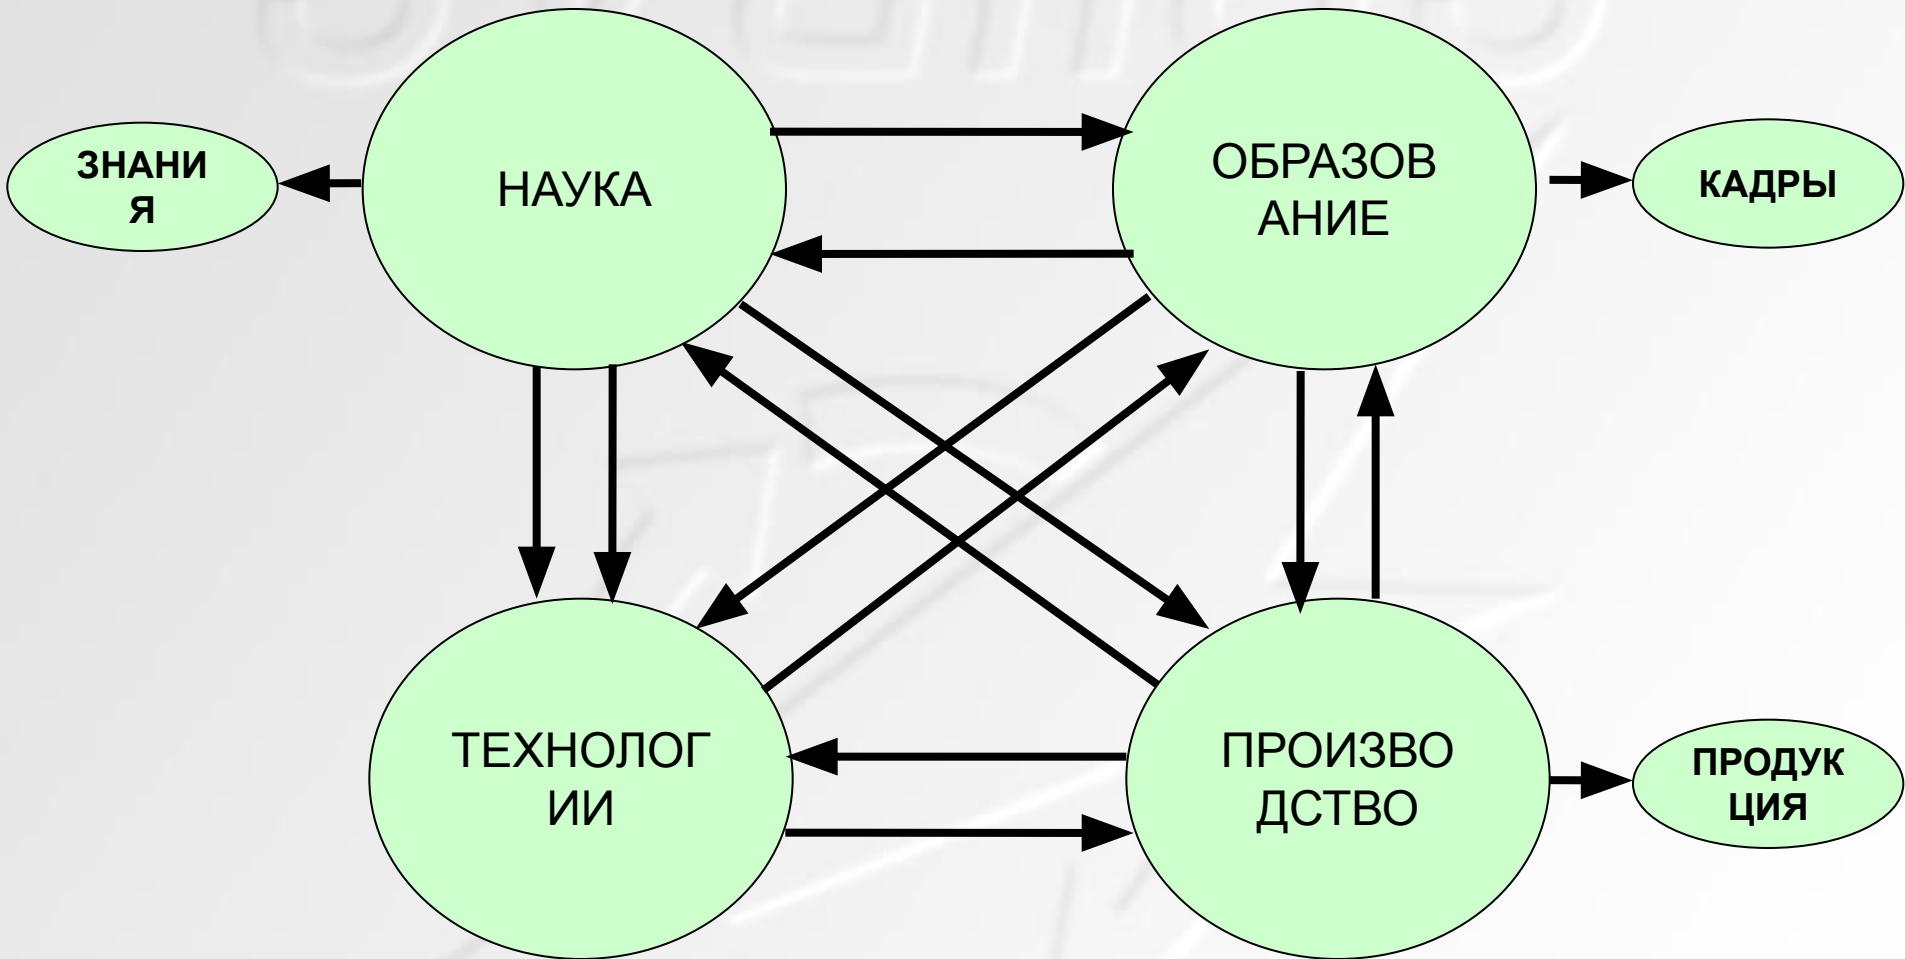 ЗНАНИ
Я
НАУКА
ОБРАЗОВ
АНИЕ
КАДРЫ
ТЕХНОЛОГ
ИИ
ПРОИЗВО
ДСТВО
ПРОДУК
ЦИЯ